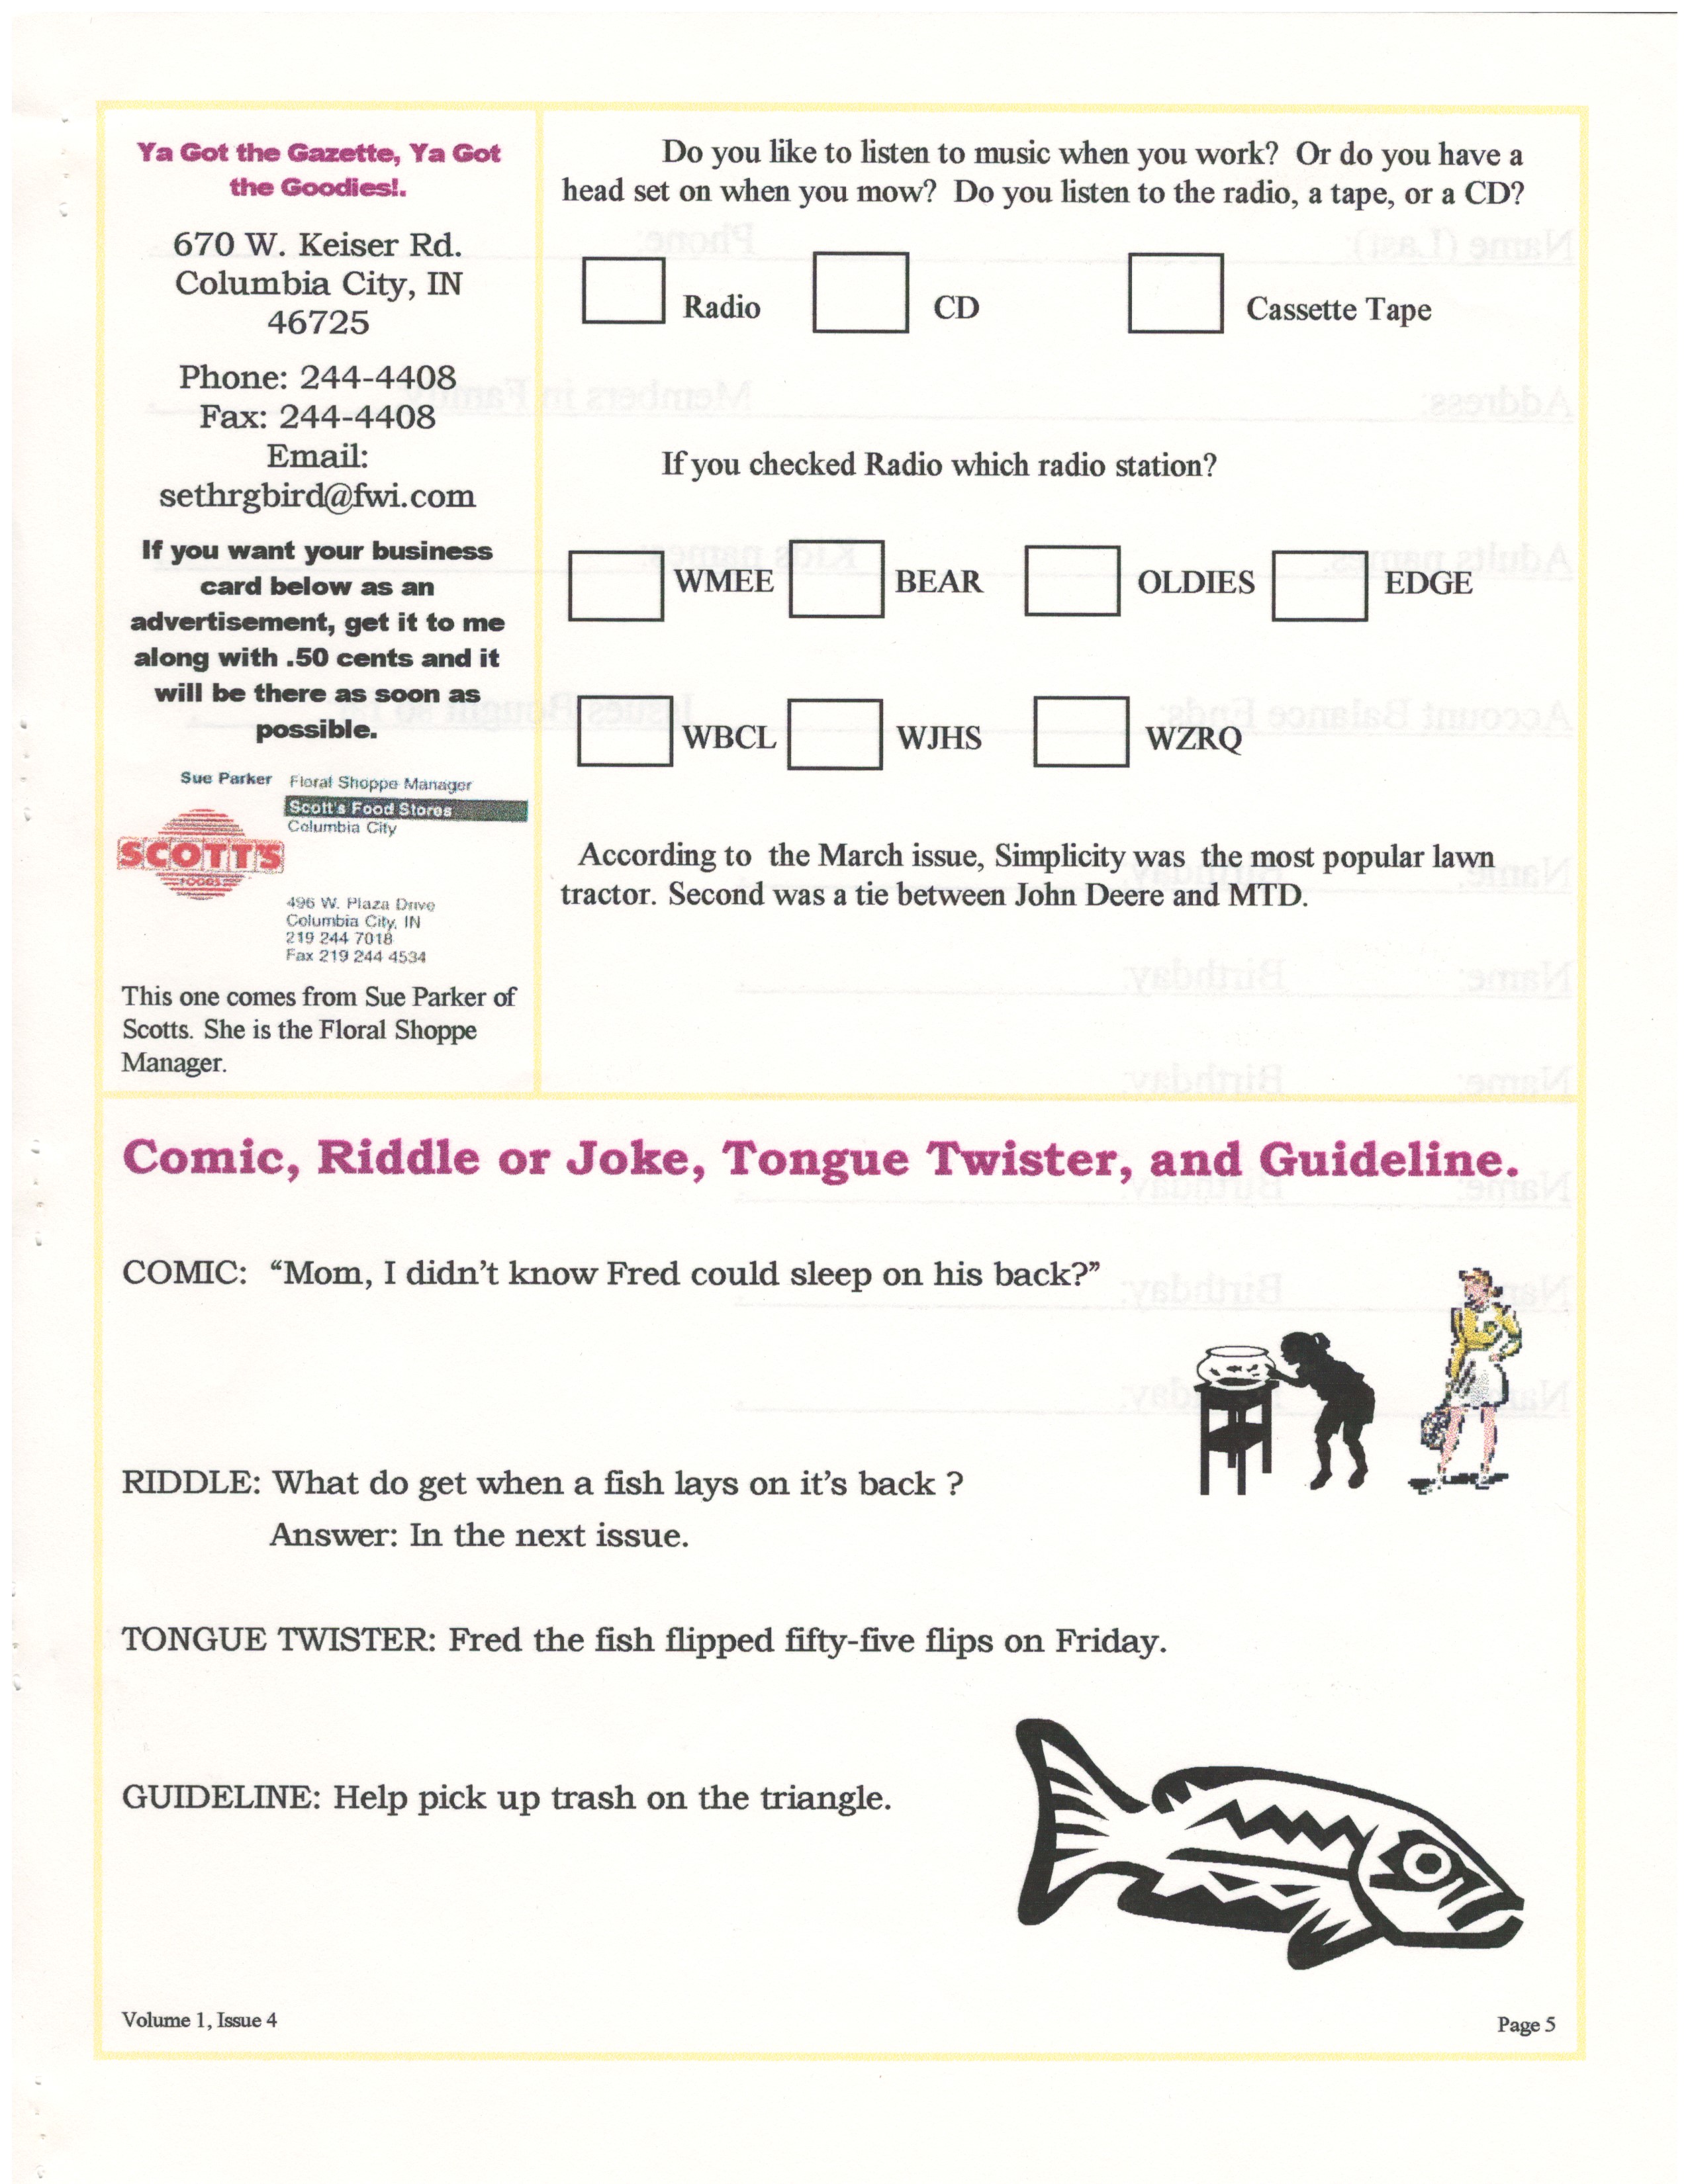 Ya Got the Gazette, Ya Got
the Goodies!.
670 W. Keiser Rd.
Columbia City, IN
46725
Phone: 244-4408
Fax: 244-4408
Email:
sethrgbird@fwi.com
If you want your business
card below as an
advertisement, get it to me
along with .50 cents and it
will be there as soon as
possible.
Sue Parker Floral Shoppe Manager
Scott's Food Stores
Columbia City
SCOTT'S
FOODS
496 W. Plaza Drive
Columbia City, IN
219 244 7018
Fax 219 244 4534
This one comes from Sue Parker of
Scotts. She is the Floral Shoppe
Manager.
Do you like to listen to music when you work? Or do you have a
head set on when you mow? Do you listen to the radio, a tape, or a CD?
Radio CD Cassette Tape
If you checked Radio which radio station?
WMEE BEAR OLDIES EDGE
WBCL WJHS WZRQ
According to the March issue, Simplicity was the most popular lawn
tractor. Second was a tie between John Deere and MTD.
Comic, Riddle or Joke, Tongue Twister, and Guideline.
COMIC: “Mom, I didn’t know Fred could sleep on his back?”
RIDDLE: What do get when a fish lays on it’s back ?
Answer: In the next issue.
TONGUE TWISTER: Fred the fish flipped fifty-five flips on Friday.
GUIDELINE: Help pick up trash on the triangle.
Volume 1, Issue 4
Page 5